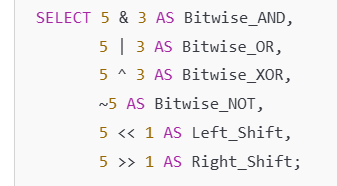 SELECT 5 & 3 AS Bitwise_AND,
5 | 3 AS Bitwise_OR,
5 ^ 3 AS Bitwise_XOR,
~5 AS Bitwise_NOT,
5 << 1 AS Left_Shift,
5 >> 1 AS Right_Shift;